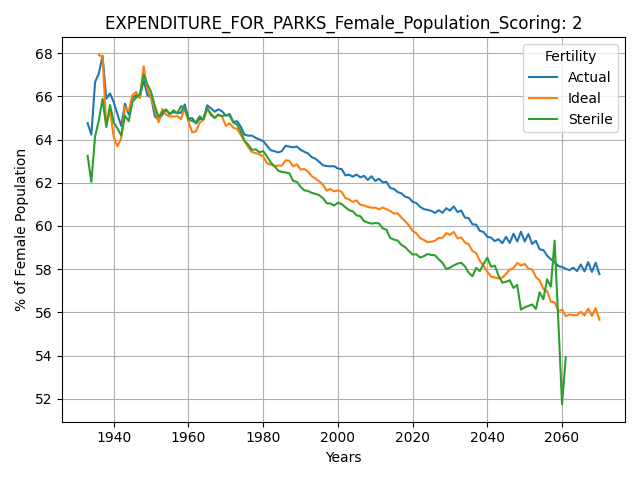 EXPENDITURE_FOR_PARKS_Female_Population_Scoring: 2
Fertility
Actual
Ideal
Sterile
% of Female Population
68
66
64
62
60
58
56
54
52
1940
1960
1980
2000
2020
2040
2060
Years